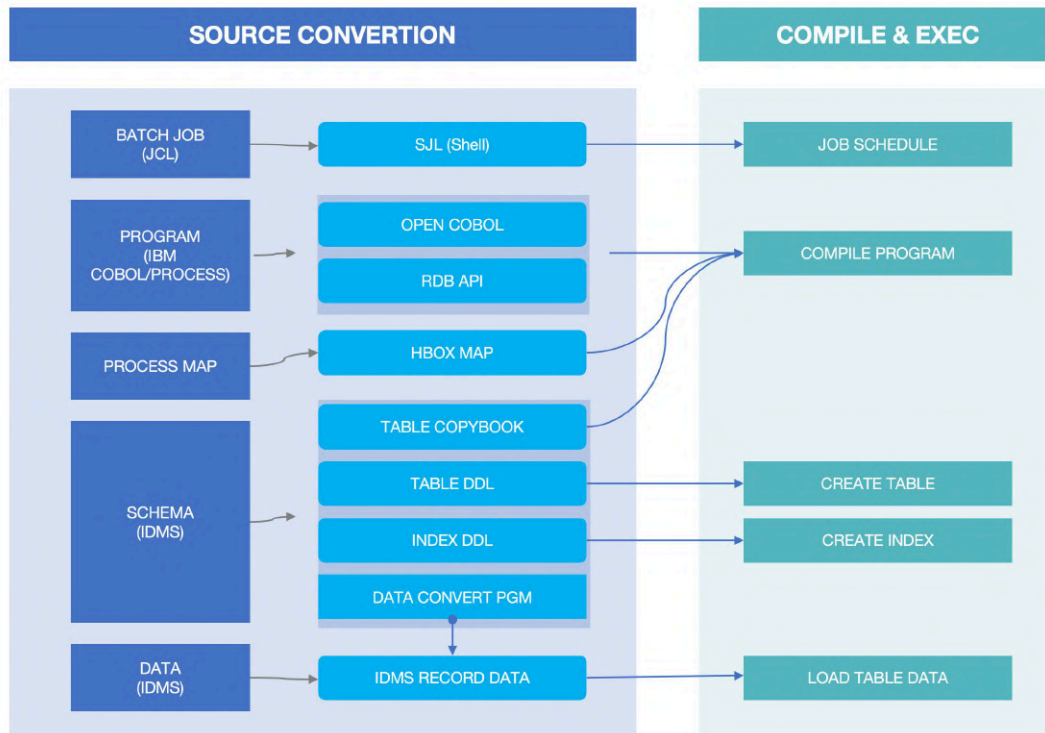 SOURCE CONVERTION
COMPILE & EXEC
BATCH JOB
(JCL)
SJL (Shell)
JOB SCHEDULE
PROGRAM
(IBM
COBOL/PROCESS)
OPEN COBOL
RDB API
COMPILE PROGRAM
PROCESS MAP
HBOX MAP
SCHEMA
(IDMS)
TABLE COPYBOOK
TABLE DDL
CREATE TABLE
INDEX DDL
CREATE INDEX
DATA CONVERT PGM
DATA
(IDMS)
IDMS RECORD DATA
LOAD TABLE DATA